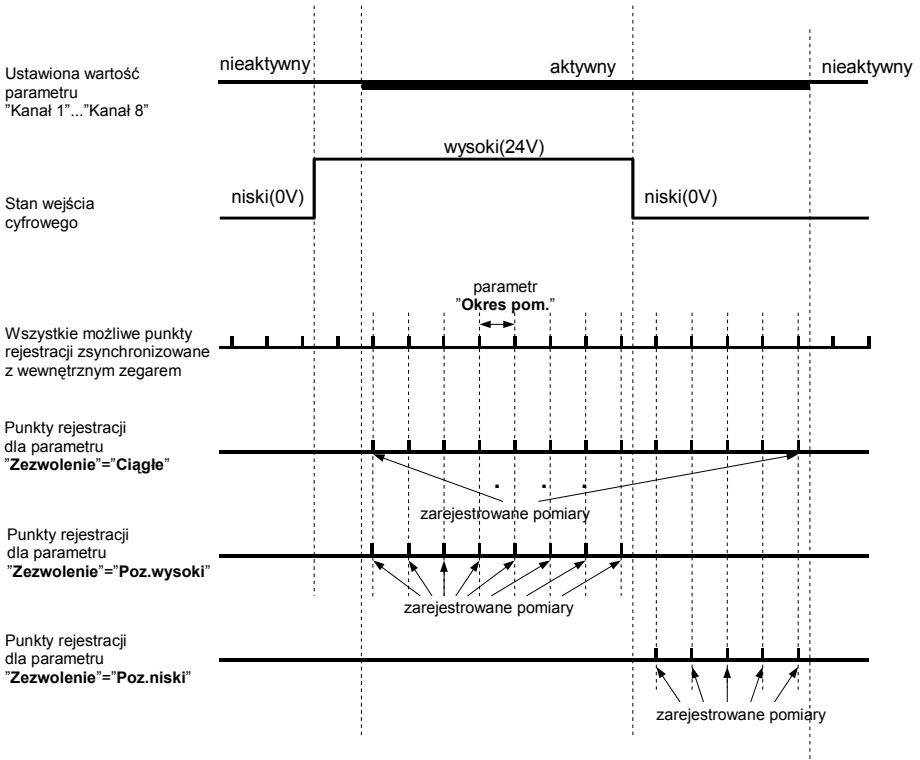 nieaktywny
aktywny
nieaktywny
Ustawiona wartość
parametru
"Kanał 1"..."Kanał 8"
wysoki(24V)
niski(0V)
niski(0V)
Stan wejścia
cyfrowego
parametr
"Okres pom."
Wszystkie możliwe punkty
rejestracji zsynchronizowane
z wewnętrznym zegarem
Punkty rejestracji
dla parametru
"Zezwolenie"="Ciągłe"
. . .
zarejestrowane pomiary
Punkty rejestracji
dla parametru
"Zezwolenie"="Poz.wysoki"
zarejestrowane pomiary
Punkty rejestracji
dla parametru
"Zezwolenie"="Poz.niski"
zarejestrowane pomiary